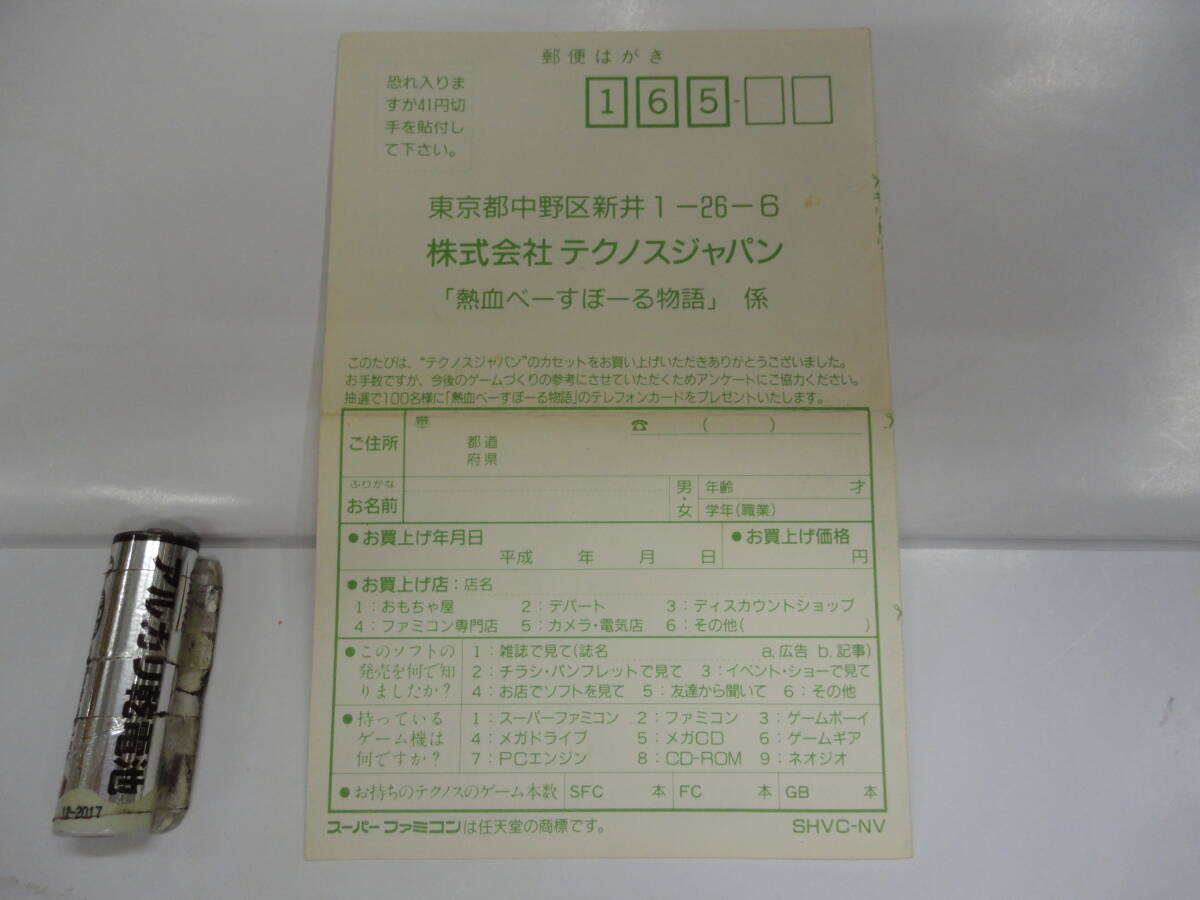 郵便はがき
恐れ入りま
すが41円切
手を貼付し
て下さい。
165-
東京都中野区新井1-26-6
株式会社 テクノスジャパン
「熱血べーすぼーる物語」 係
このたびは、“テクノスジャパン”のカセットをお買い上げいただきありがとうございました。
お手数ですが、今後のゲームづくりの参考にさせていただくためアンケートにご協力ください。
抽選で100名様に「熱血べーすぼーる物語」のテレフォンカードをプレゼントいたします。
ご住所 〒 都道府県 ☎ ( )
ふりがな
お名前 男・女 年齢 才
学年(職業)
●お買上げ年月日 平成 年 月 日
●お買上げ価格 円
●お買上げ店:店名
1:おもちゃ屋 2:デパート 3:ディスカウントショップ
4:ファミコン専門店 5:カメラ・電気店 6:その他( )
●このソフトの
発売を何で知
りましたか?
1:雑誌で見て(誌名 a.広告 b.記事)
2:チラシ・パンフレットで見て 3:イベント・ショーで見て
4:お店でソフトを見て 5:友達から聞いて 6:その他
●持っている
ゲーム機は
何ですか?
1:スーパーファミコン 2:ファミコン 3:ゲームボーイ
4:メガドライブ 5:メガCD 6:ゲームギア
7:PCエンジン 8:CD-ROM 9:ネオジオ
●お持ちのテクノスのゲーム本数 SFC 本 FC 本 GB 本
スーパーファミコンは任天堂の商標です。
SHVC-NV
アルカリ乾電池
12-2017